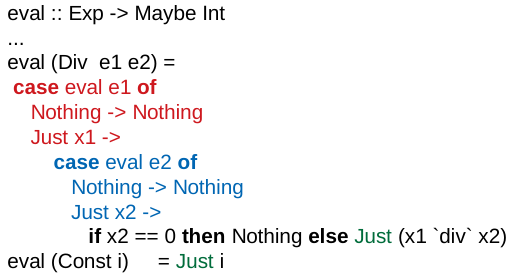 eval :: Exp -> Maybe Int
...
eval (Div  e1 e2) =
 case eval e1 of
    Nothing -> Nothing
    Just x1 ->
        case eval e2 of
           Nothing -> Nothing
           Just x2 ->
              if x2 == 0 then Nothing else Just (x1 `div` x2)
eval (Const i)     = Just i